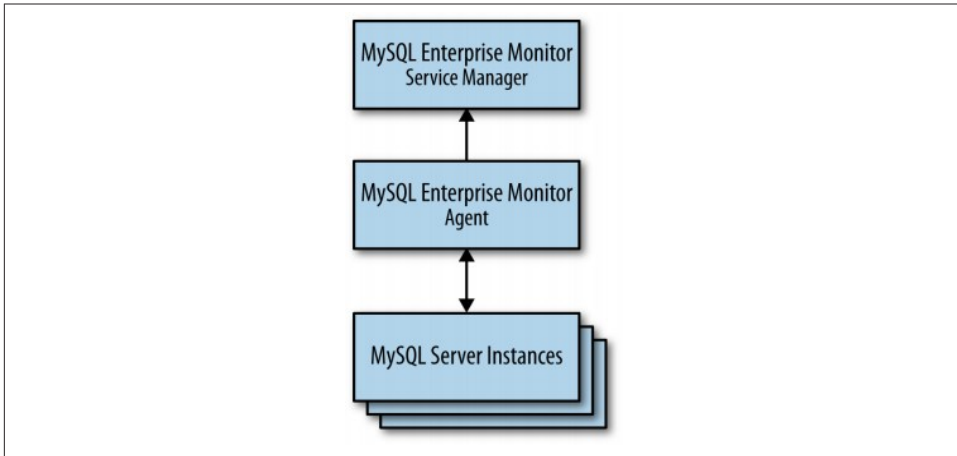 MySQL Enterprise Monitor
Service Manager
MySQL Enterprise Monitor
Agent
MySQL Server Instances